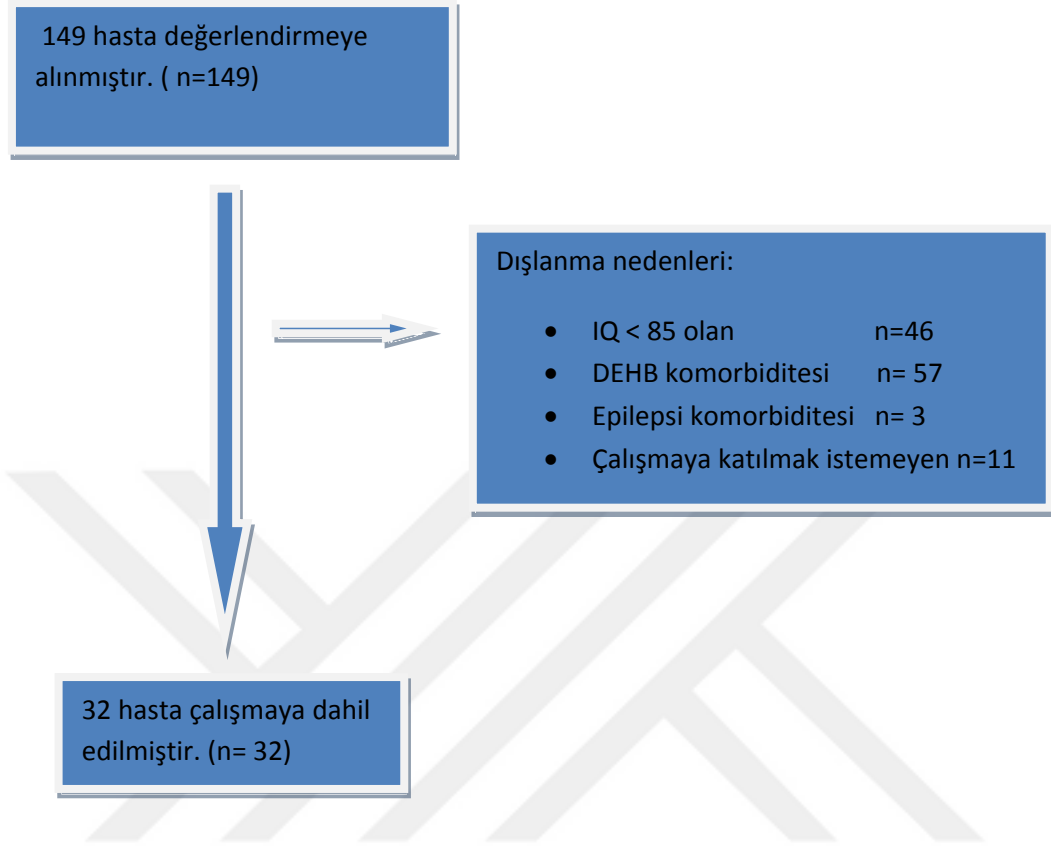 149 hasta değerlendirmeye
alınmıştır. ( n=149)
Dışlanma nedenleri:
• IQ < 85 olan n=46
• DEHB komorbiditesi n= 57
• Epilepsi komorbiditesi n= 3
• Çalışmaya katılmak istemeyen n=11
32 hasta çalışmaya dahil
edilmiştir. (n= 32)